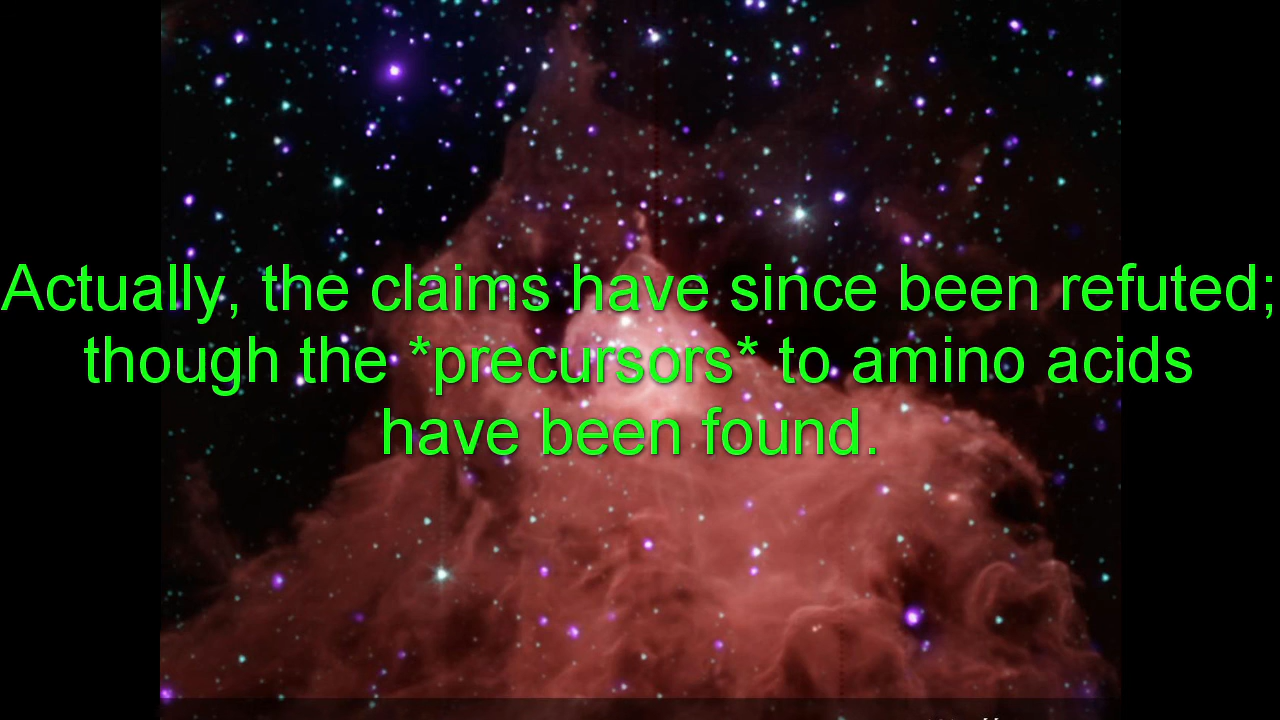 Actually, the claims have since been refuted;
though the *precursors* to amino acids
have been found.